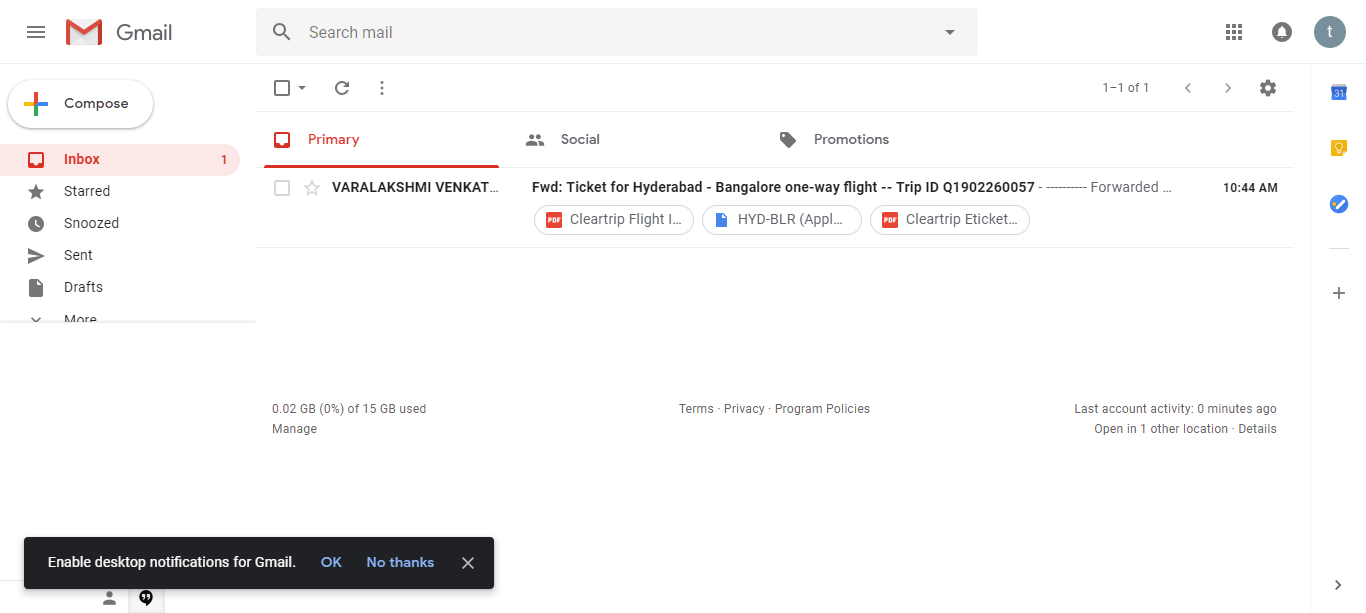 Gmail
Search mail
t
Compose
1–1 of 1
31
Primary
Social
Promotions
Inbox 1
Starred
Snoozed
Sent
Drafts
More
VARALAKSHMI VENKAT... Fwd: Ticket for Hyderabad - Bangalore one-way flight -- Trip ID Q1902260057 - ---------- Forwarded ... 10:44 AM
PDF Cleartrip Flight I... HYD-BLR (Appl... PDF Cleartrip Eticket...
0.02 GB (0%) of 15 GB used
Manage
Terms · Privacy · Program Policies
Last account activity: 0 minutes ago
Open in 1 other location · Details
Enable desktop notifications for Gmail. OK No thanks